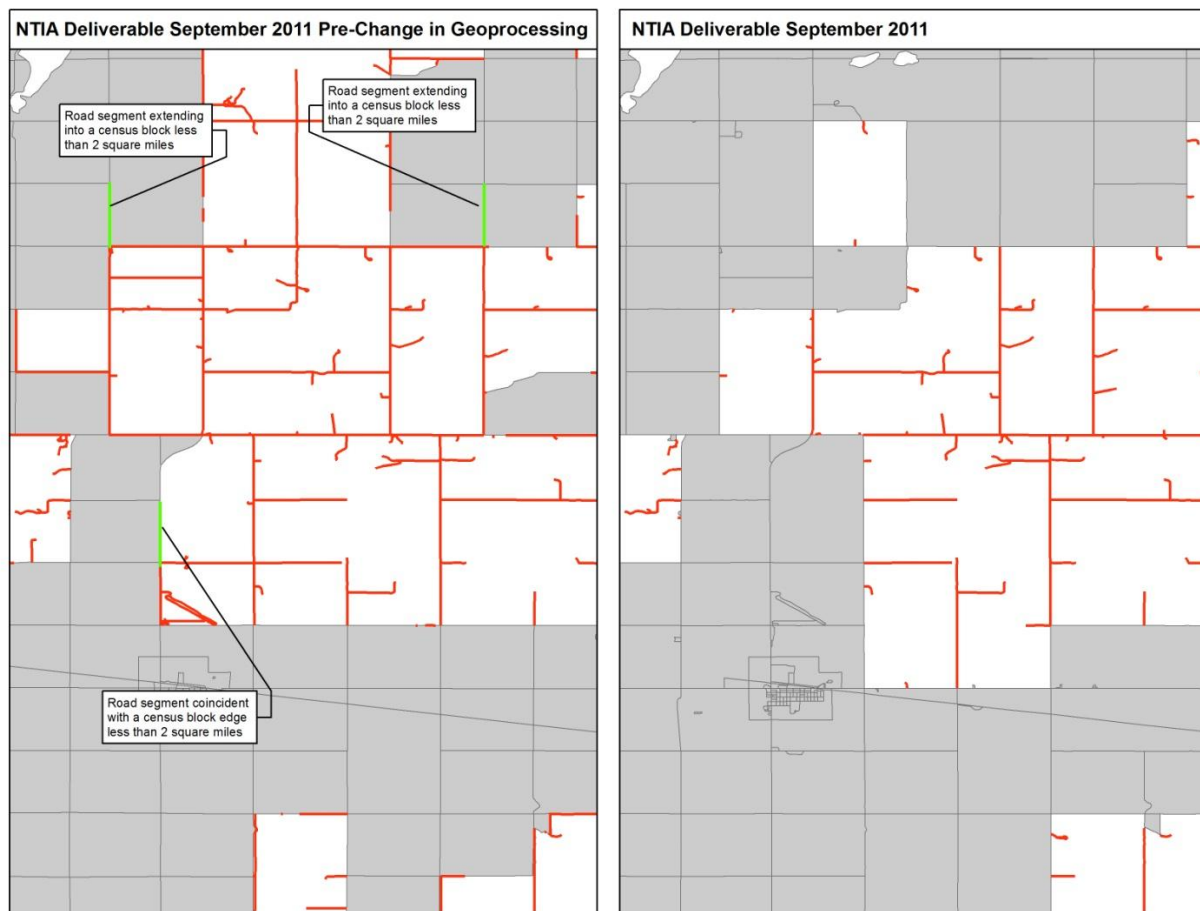 NTIA Deliverable September 2011 Pre-Change in Geoprocessing
Road segment extending
into a census block less
than 2 square miles
Road segment extending
into a census block less
than 2 square miles
Road segment coincident
with a census block edge
less than 2 square miles
NTIA Deliverable September 2011